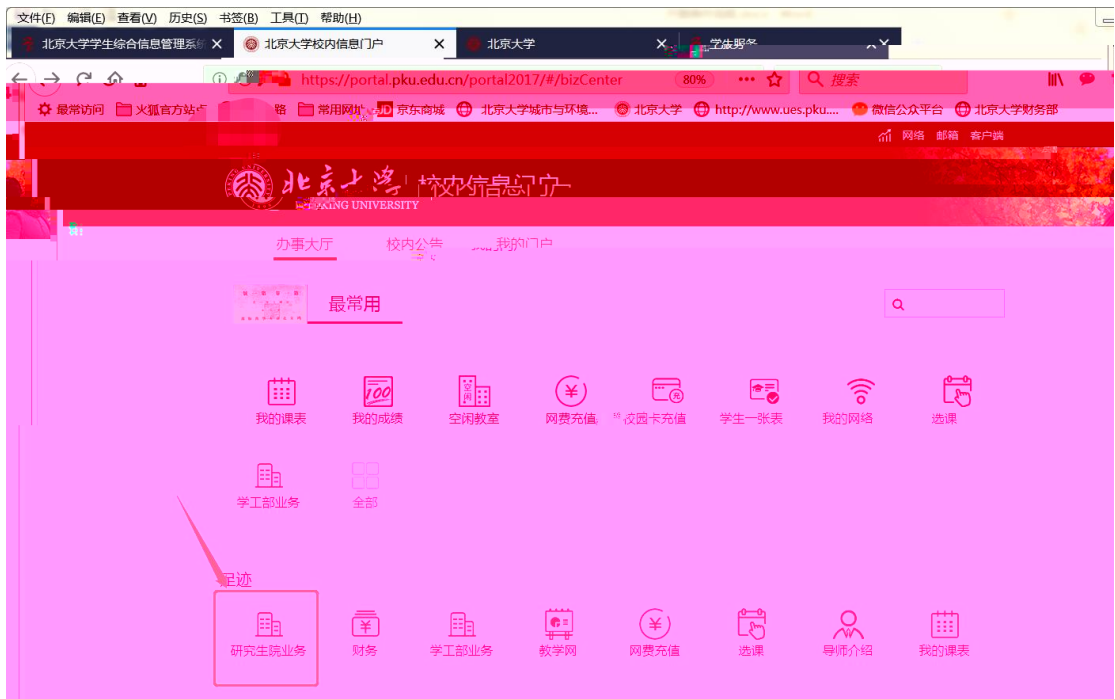 文件(F) 编辑(E) 查看(V) 历史(S) 书签(B) 工具(T) 帮助(H)
北京大学学生综合信息管理系统 北京大学校内信息门户 北京大学
https://portal.pku.edu.cn/portal2017/#/bizCenter 80% 搜索
最常访问 火狐官方站点 常用网址 京东商城 北京大学城市与环境... 北京大学 http://www.ues.pku.... 微信公众平台 北京大学财务部
网络 邮箱 客户端
北京大学 校内信息门户
PEKING UNIVERSITY
办事大厅 校内公告 我的门户
最常用
我的课表 我的成绩 空闲教室 网费充值 校园卡充值 学生一张表 我的网络 选课
学工部业务 全部
足迹
研究生院业务 财务 学工部业务 教学网 网费充值 选课 导师介绍 我的课表